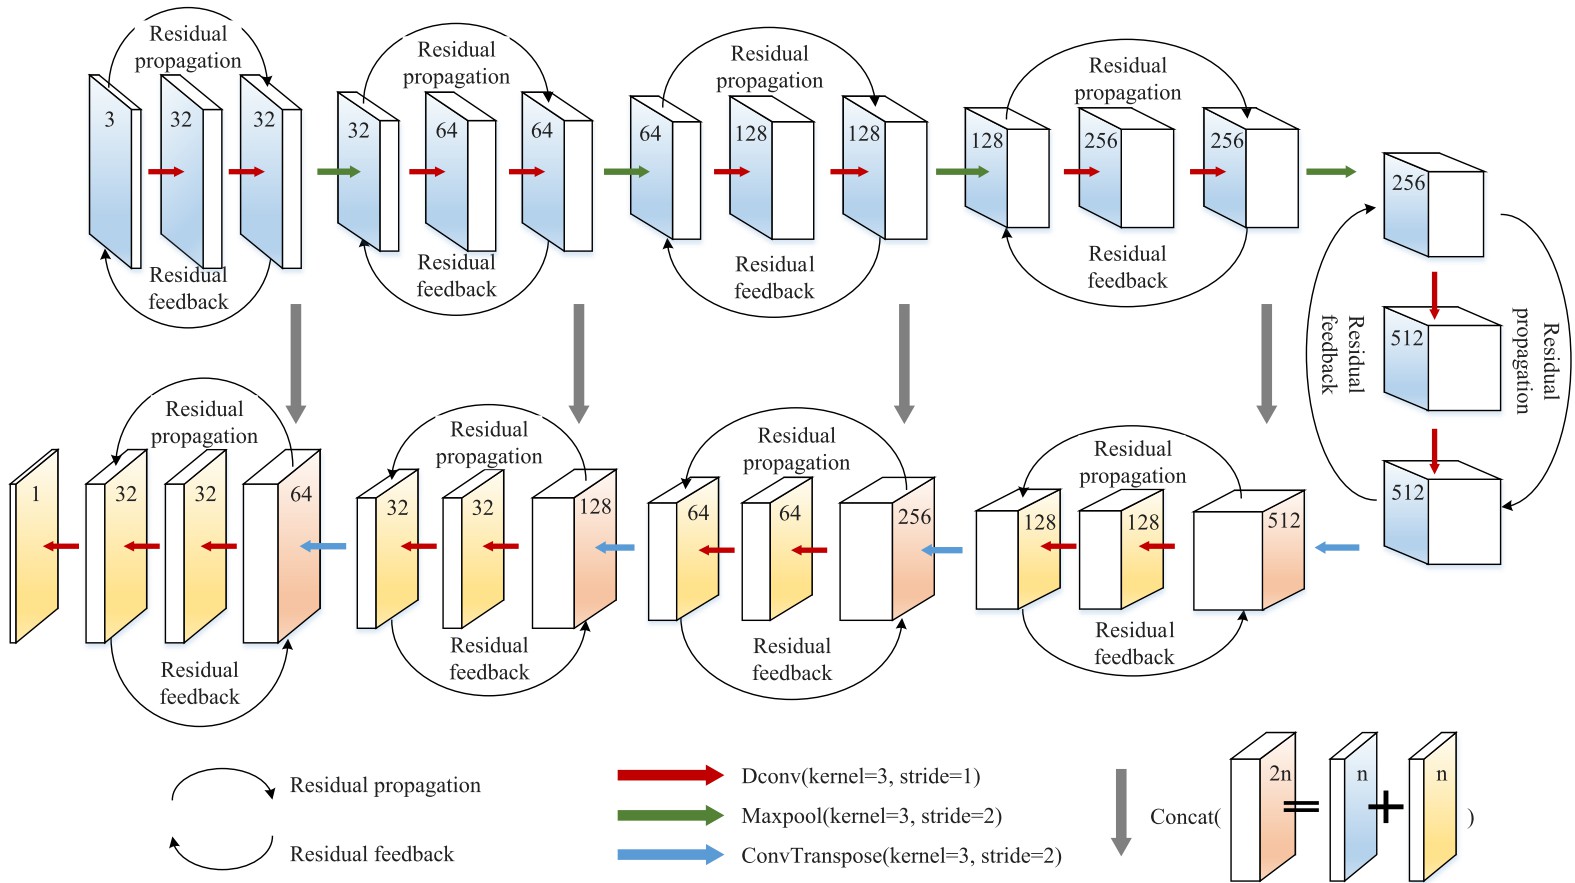 Residual
propagation
3
32
32
Residual
feedback
Residual
propagation
32
64
64
Residual
feedback
Residual
propagation
64
128
128
Residual
feedback
Residual
propagation
128
256
256
Residual
feedback
256
512
512
Residual
feedback
Residual
propagation
Residual
propagation
1
32
32
64
Residual
feedback
Residual
propagation
32
32
128
Residual
feedback
Residual
propagation
64
64
256
Residual
feedback
Residual
propagation
128
128
512
Residual
feedback
Residual propagation
Residual feedback
Dconv(kernel=3, stride=1)
Maxpool(kernel=3, stride=2)
ConvTranspose(kernel=3, stride=2)
Concat( 2n = n + n )